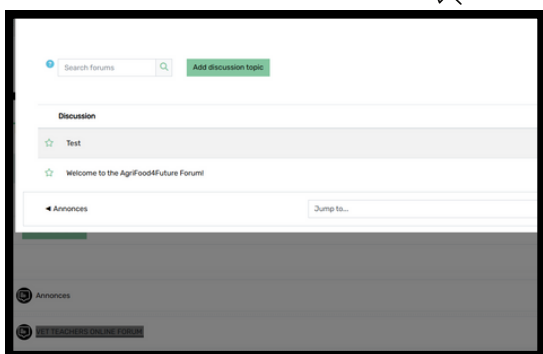 Search forums
Add discussion topic
Discussion
Test
Welcome to the AgriFood4Future Forum!
◄ Annonces
Jump to...
Annonces
VET TEACHERS ONLINE FORUM